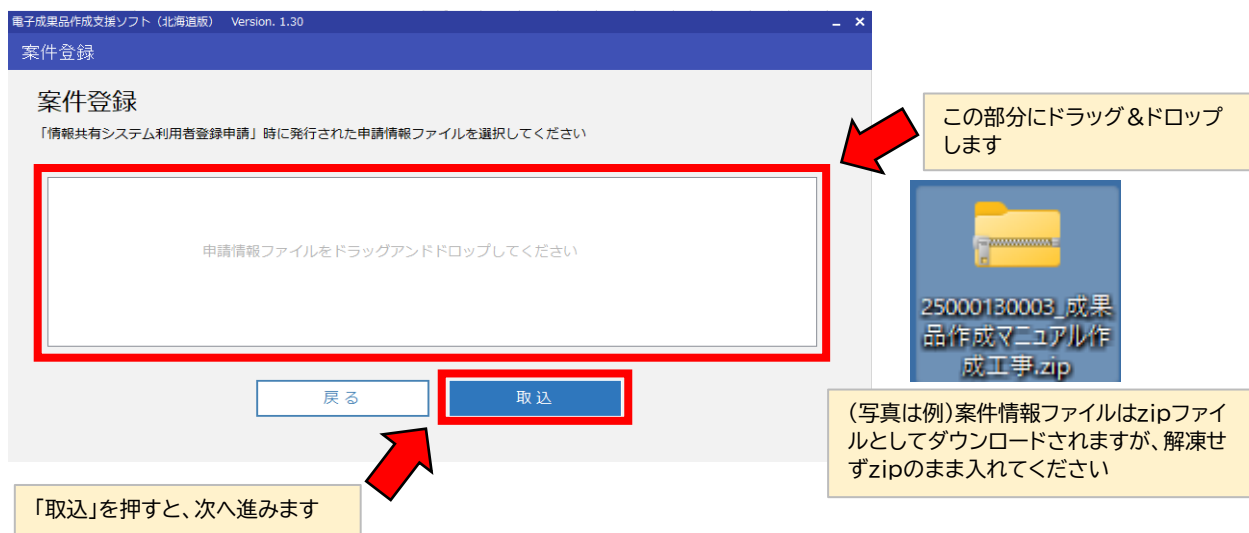 電子成果品作成支援ソフト（北海道版） Version. 1.30
案件登録
案件登録
「情報共有システム利用者登録申請」時に発行された申請情報ファイルを選択してください
申請情報ファイルをドラッグアンドドロップしてください
戻る
取込
「取込」を押すと、次へ進みます
この部分にドラッグ&ドロップ
します
25000130003_成果
品作成マニュアル作
成工事.zip
(写真は例)案件情報ファイルはzipファイ
ルとしてダウンロードされますが、解凍せ
ずzipのまま入れてください